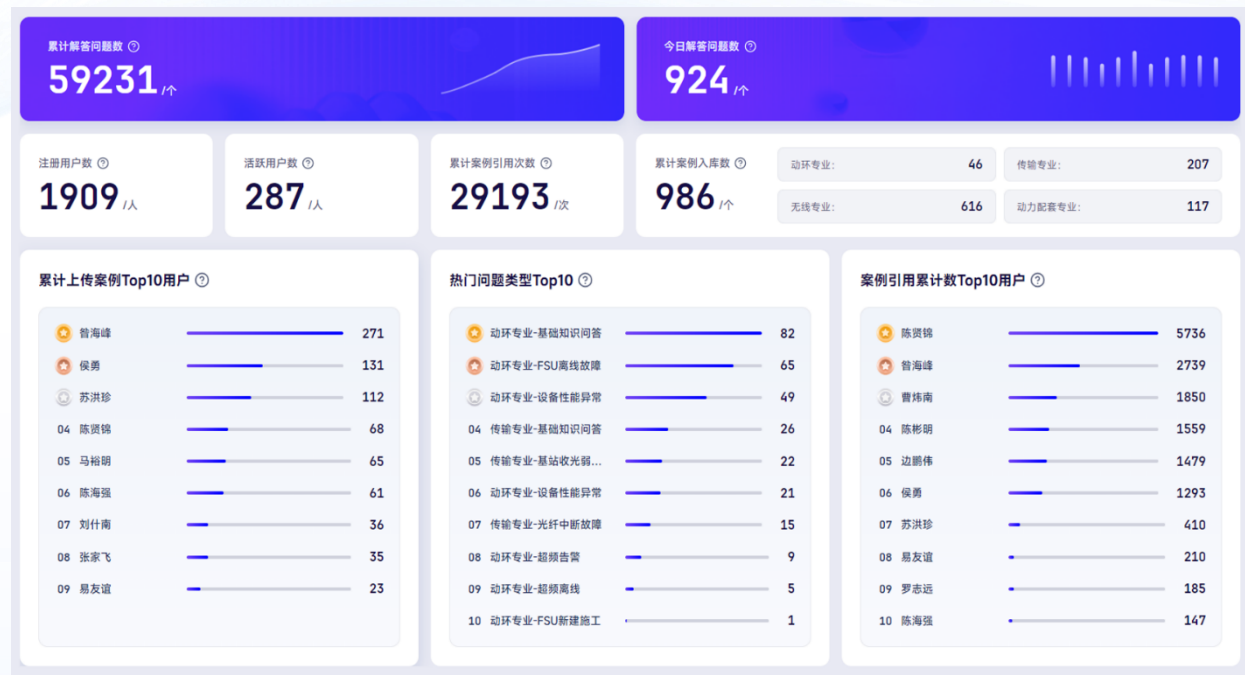 累计解答问题数
59231 /个
今日解答问题数
924 /个
注册用户数
1909 /人
活跃用户数
287 /人
累计案例引用次数
29193 /次
累计案例入库数
986 /个
动环专业: 46
传输专业: 207
无线专业: 616
动力配套专业: 117
累计上传案例Top10用户
昝海峰 271
侯勇 131
苏洪珍 112
04 陈贤锦 68
05 马裕明 65
06 陈海强 61
07 刘什南 36
08 张家飞 35
09 易友谊 23
热门问题类型Top10
动环专业-基础知识问答 82
动环专业-FSU离线故障 65
动环专业-设备性能异常 49
04 传输专业-基础知识问答 26
05 传输专业-基站收光弱... 22
06 动环专业-设备性能异常 21
07 传输专业-光纤中断故障 15
08 动环专业-超频告警 9
09 动环专业-超频离线 5
10 动环专业-FSU新建施工 1
案例引用累计数Top10用户
陈贤锦 5736
昝海峰 2739
曹炜南 1850
04 陈彬明 1559
05 边鹏伟 1479
06 侯勇 1293
07 苏洪珍 410
08 易友谊 210
09 罗志远 185
10 陈海强 147